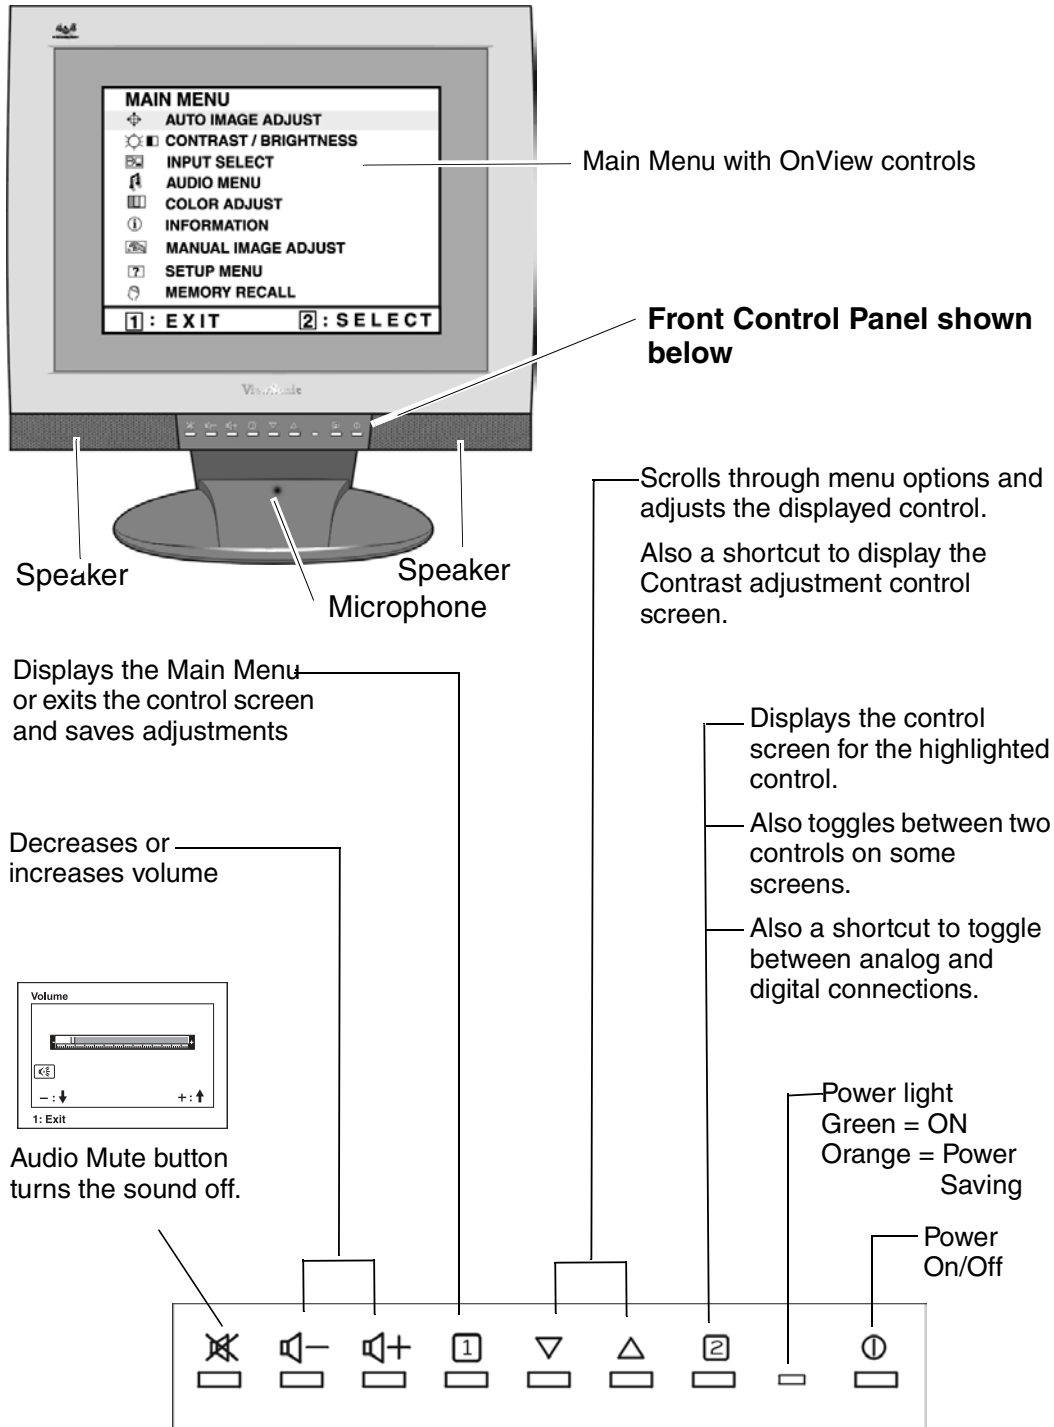 MAIN MENU
AUTO IMAGE ADJUST
CONTRAST / BRIGHTNESS
INPUT SELECT
AUDIO MENU
COLOR ADJUST
INFORMATION
MANUAL IMAGE ADJUST
SETUP MENU
MEMORY RECALL
1 : EXIT 2 : SELECT
ViewSonic
Main Menu with OnView controls
Front Control Panel shown
below
Speaker
Speaker
Microphone
Scrolls through menu options and
adjusts the displayed control.
Also a shortcut to display the
Contrast adjustment control
screen.
Displays the Main Menu
or exits the control screen
and saves adjustments
Displays the control
screen for the highlighted
control.
Also toggles between two
controls on some
screens.
Also a shortcut to toggle
between analog and
digital connections.
Decreases or
increases volume
Volume
– : +:
1: Exit
Audio Mute button
turns the sound off.
Power light
Green = ON
Orange = Power
Saving
Power
On/Off
1
2